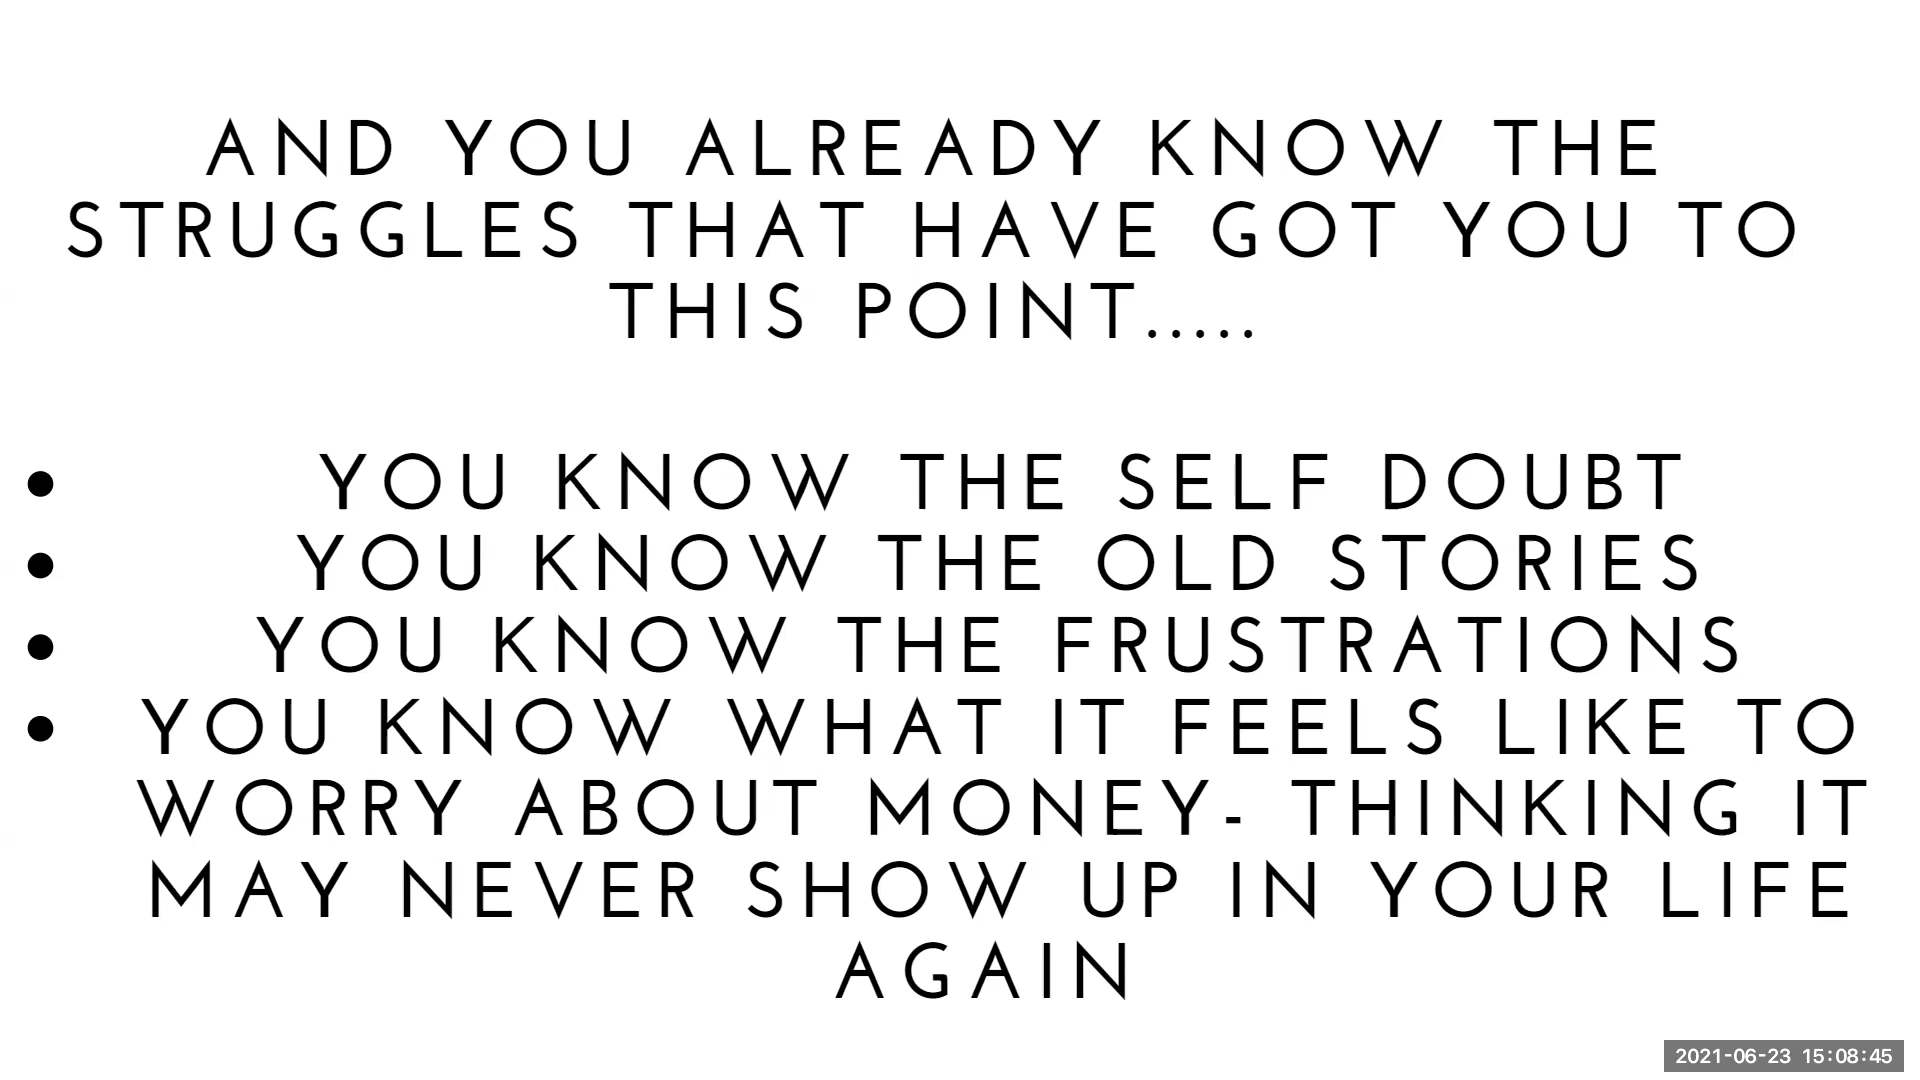 AND YOU ALREADY KNOW THE
STRUGGLES THAT HAVE GOT YOU TO
THIS POINT.....
• YOU KNOW THE SELF DOUBT
• YOU KNOW THE OLD STORIES
• YOU KNOW THE FRUSTRATIONS
• YOU KNOW WHAT IT FEELS LIKE TO
WORRY ABOUT MONEY- THINKING IT
MAY NEVER SHOW UP IN YOUR LIFE
AGAIN
2021-06-23 15:08:45